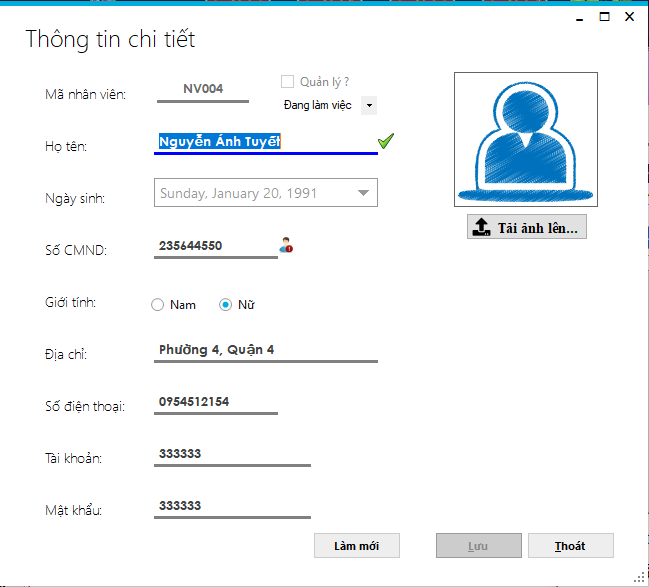 Thông tin chi tiết
Mã nhân viên: NV004 Quản lý ?
Đang làm việc
Họ tên: Nguyễn Ánh Tuyết
Ngày sinh: Sunday, January 20, 1991
Số CMND: 235644550
Giới tính: Nam Nữ
Địa chỉ: Phường 4, Quận 4
Số điện thoại: 0954512154
Tài khoản: 333333
Mật khẩu: 333333
Tải ảnh lên...
Làm mới Lưu Thoát